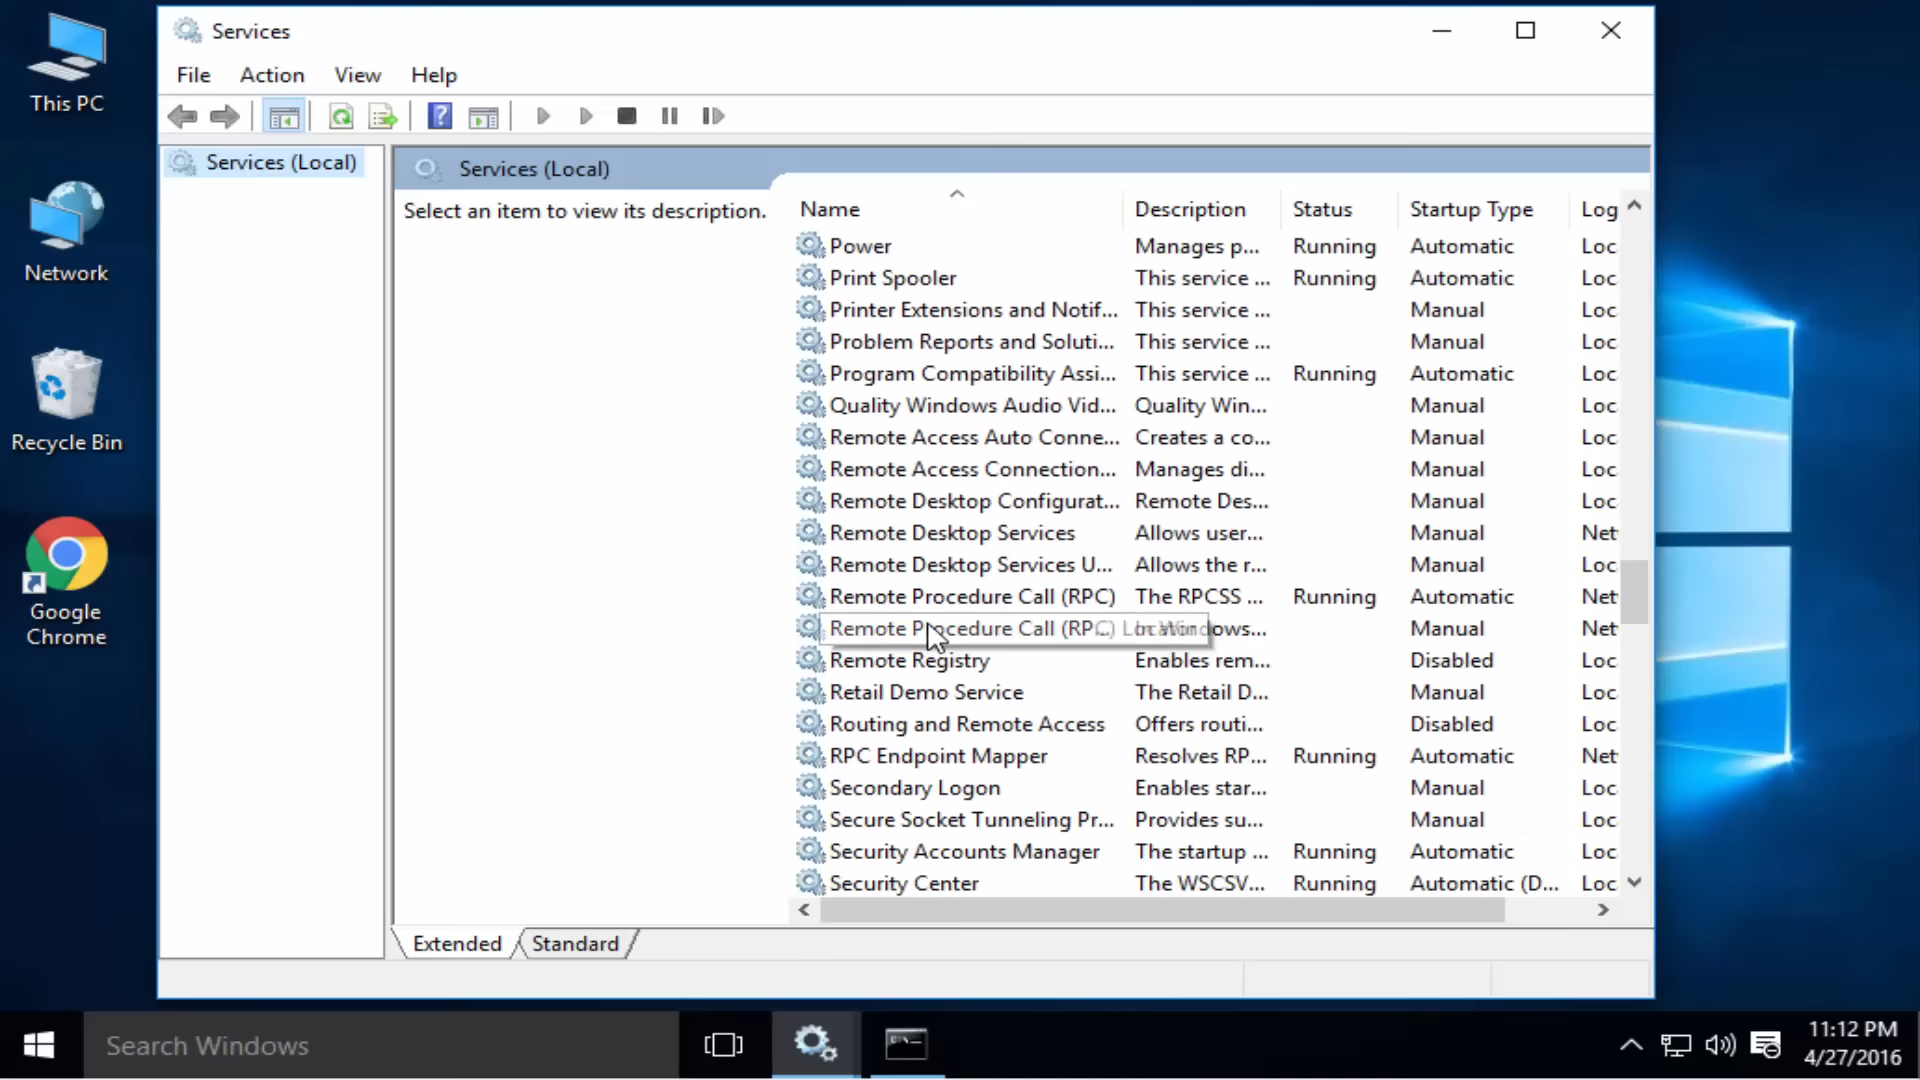 This PC
Network
Recycle Bin
Google
Chrome
Services
File Action View Help
Services (Local)
Services (Local)
Select an item to view its description.
Name Description Status Startup Type Log
Power Manages p... Running Automatic Loc
Print Spooler This service ... Running Automatic Loc
Printer Extensions and Notif... This service ... Manual Loc
Problem Reports and Soluti... This service ... Manual Loc
Program Compatibility Assi... This service ... Running Automatic Loc
Quality Windows Audio Vid... Quality Win... Manual Loc
Remote Access Auto Conne... Creates a co... Manual Loc
Remote Access Connection... Manages di... Manual Loc
Remote Desktop Configurat... Remote Des... Manual Loc
Remote Desktop Services Allows user... Manual Net
Remote Desktop Services U... Allows the r... Manual Loc
Remote Procedure Call (RPC) The RPCSS ... Running Automatic Net
Remote Procedure Call (RPC) Locator Manual Net
Remote Registry Enables rem... Disabled Loc
Retail Demo Service The Retail D... Manual Loc
Routing and Remote Access Offers routi... Disabled Loc
RPC Endpoint Mapper Resolves RP... Running Automatic Net
Secondary Logon Enables star... Manual Loc
Secure Socket Tunneling Pr... Provides su... Manual Loc
Security Accounts Manager The startup ... Running Automatic Loc
Security Center The WSCSV... Running Automatic (D... Loc
Extended Standard
Search Windows
11:12 PM
4/27/2016